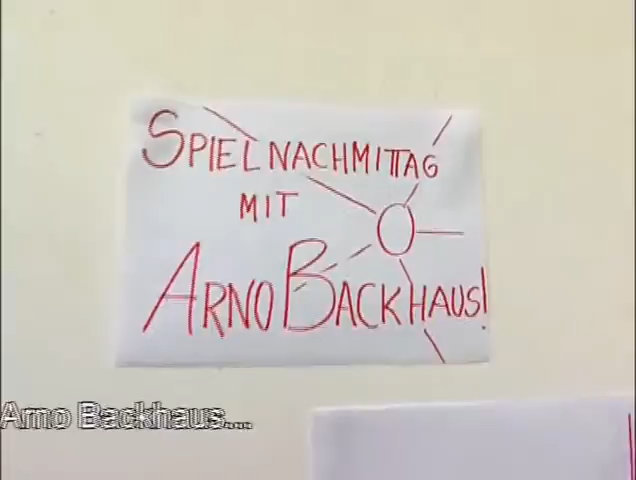 SPIELNACHMITTAG
MIT
ARNO BACKHAUS!
Arno Backhaus....